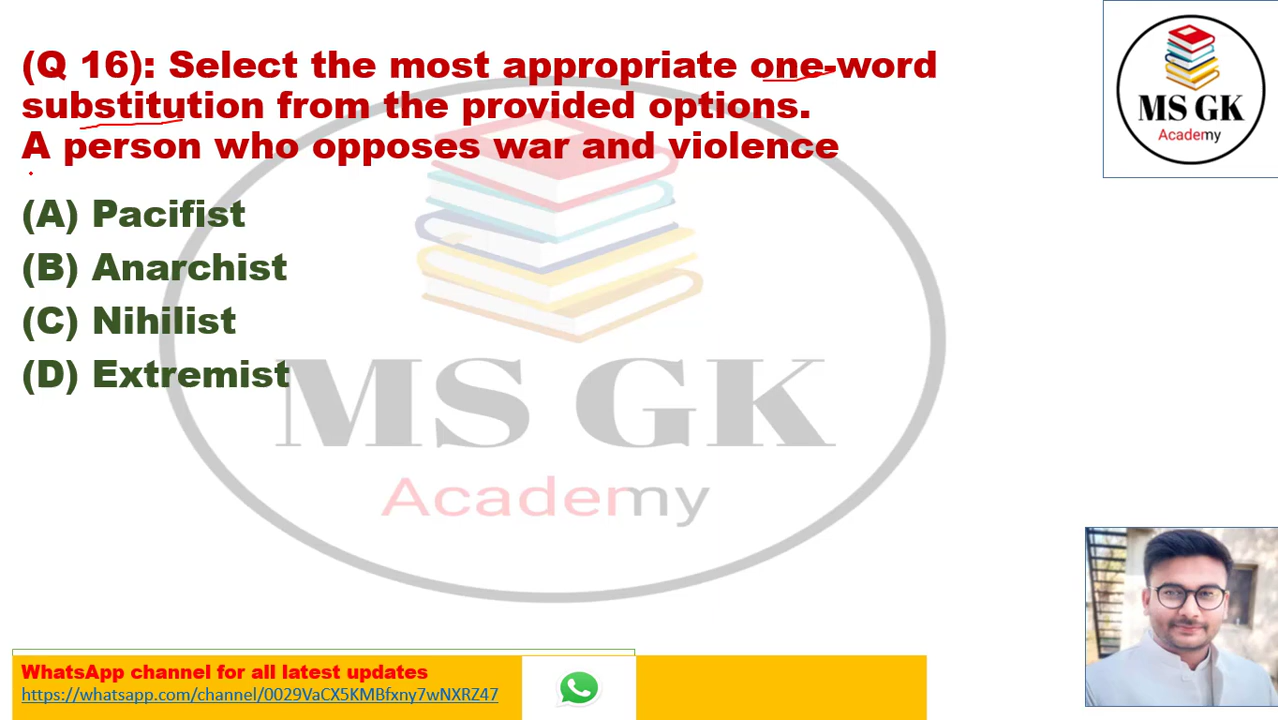 (Q 16): Select the most appropriate one-word
substitution from the provided options.
A person who opposes war and violence
(A) Pacifist
(B) Anarchist
(C) Nihilist
(D) Extremist
MS GK
Academy
MS GK
Academy
WhatsApp channel for all latest updates
https://whatsapp.com/channel/0029VaCX5KMBfxny7wNXRZ47